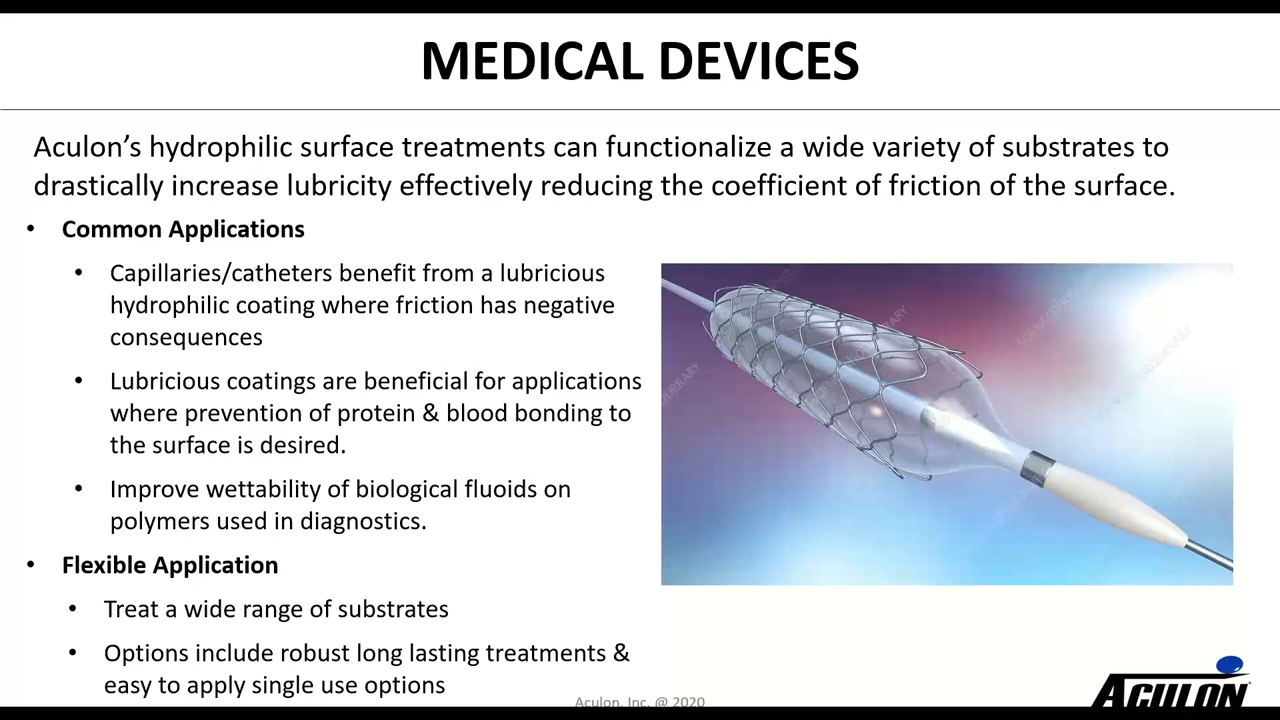 MEDICAL DEVICES
Aculon’s hydrophilic surface treatments can functionalize a wide variety of substrates to
drastically increase lubricity effectively reducing the coefficient of friction of the surface.
• Common Applications
• Capillaries/catheters benefit from a lubricious
hydrophilic coating where friction has negative
consequences
• Lubricious coatings are beneficial for applications
where prevention of protein & blood bonding to
the surface is desired.
• Improve wettability of biological fluoids on
polymers used in diagnostics.
• Flexible Application
• Treat a wide range of substrates
• Options include robust long lasting treatments &
easy to apply single use options
Aculon, Inc. @ 2020
ACULON